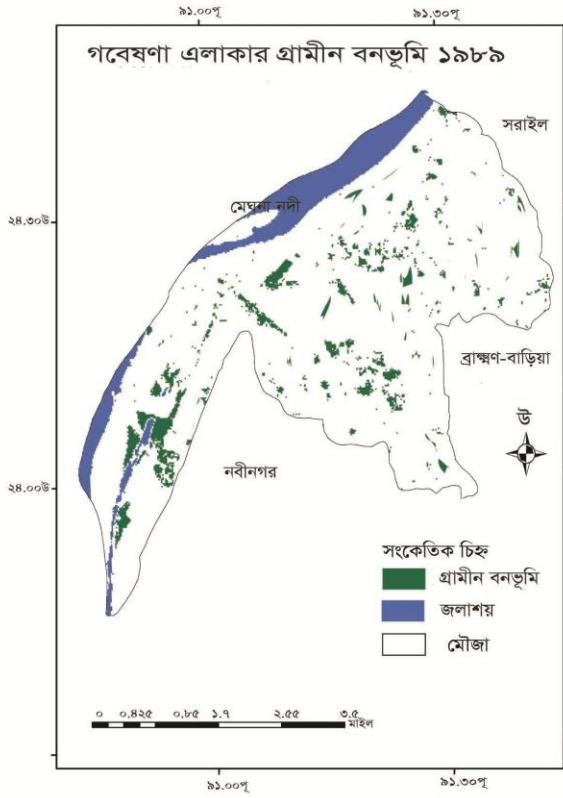 ৯১.০০পূ
৯১.৩০পূ
গবেষণা এলাকার গ্রামীন বনভূমি ১৯৮৯
সরাইল
মেঘনা নদী
২৪.৩০উ
ব্রাহ্মণ-বাড়িয়া
উ
নবীনগর
২৪.০০উ
সংকেতিক চিহ্ন
গ্রামীন বনভূমি
জলাশয়
মৌজা
০ ০.৪২৫ ০.৮৫ ১.৭ ২.৫৫ ৩.৫
মাইল
৯১.০০পূ
৯১.৩০পূ